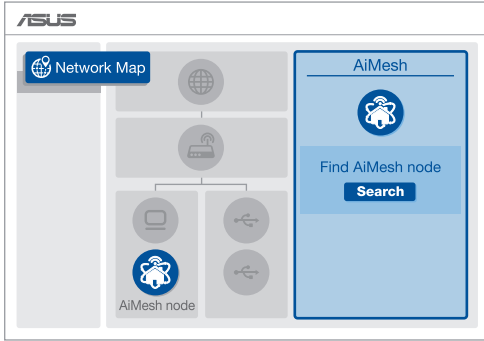 ASUS
Network Map
AiMesh
Find AiMesh node
Search
AiMesh node